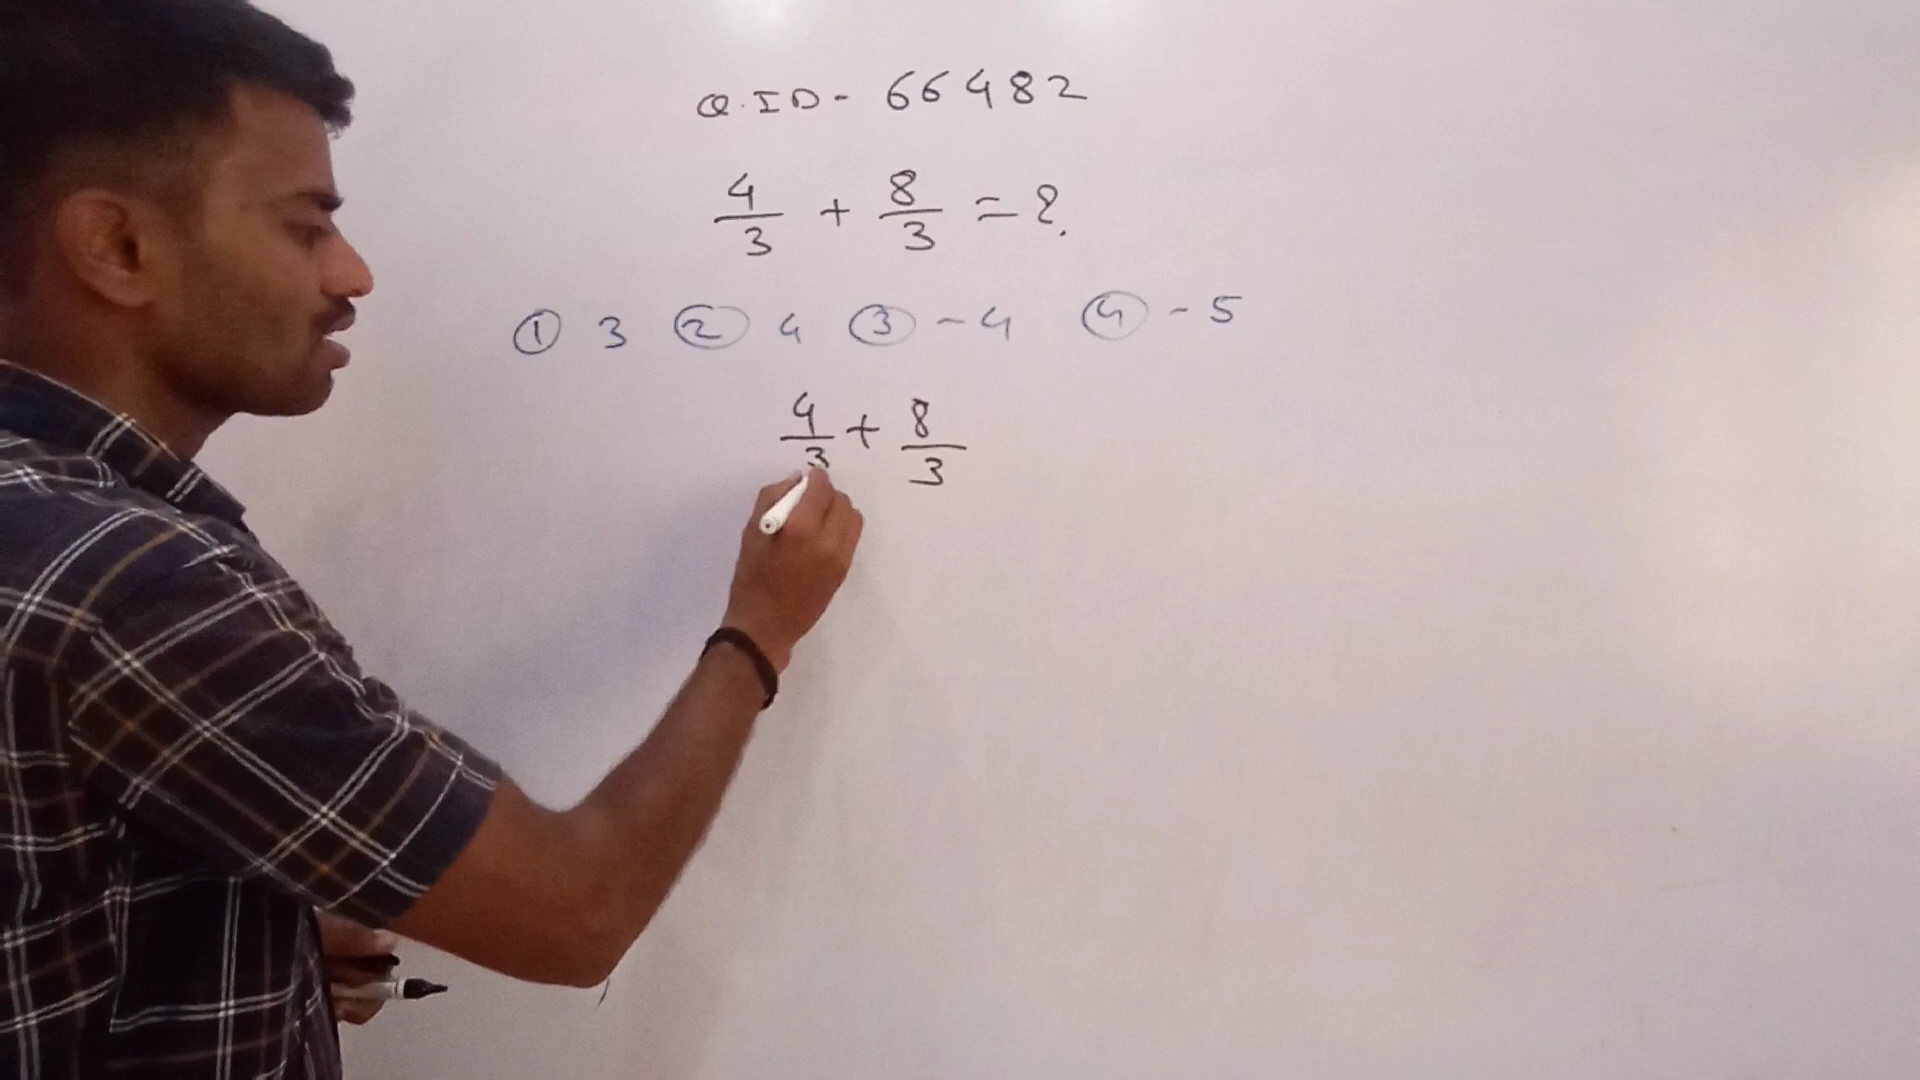 Q.ID- 66482
4/3 + 8/3 = ?
① 3 ② 4 ③ -4 ④ -5
4/3 + 8/3